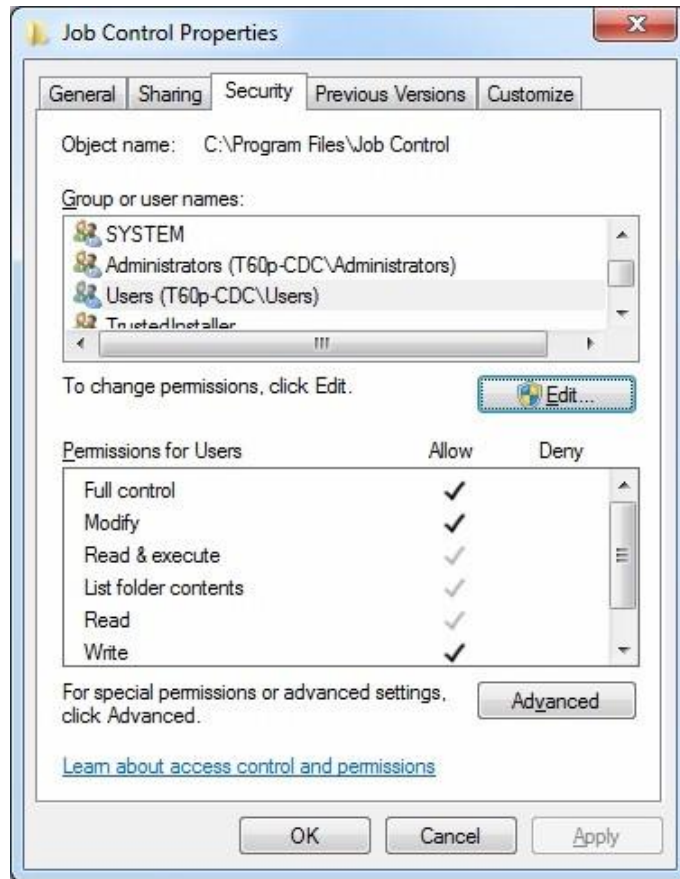 Job Control Properties
General Sharing Security Previous Versions Customize
Object name: C:\Program Files\Job Control
Group or user names:
SYSTEM
Administrators (T60p-CDC\Administrators)
Users (T60p-CDC\Users)
TrustedInstaller
To change permissions, click Edit.
Edit...
Permissions for Users Allow Deny
Full control
Modify
Read & execute
List folder contents
Read
Write
For special permissions or advanced settings,
click Advanced.
Advanced
Learn about access control and permissions
OK Cancel Apply